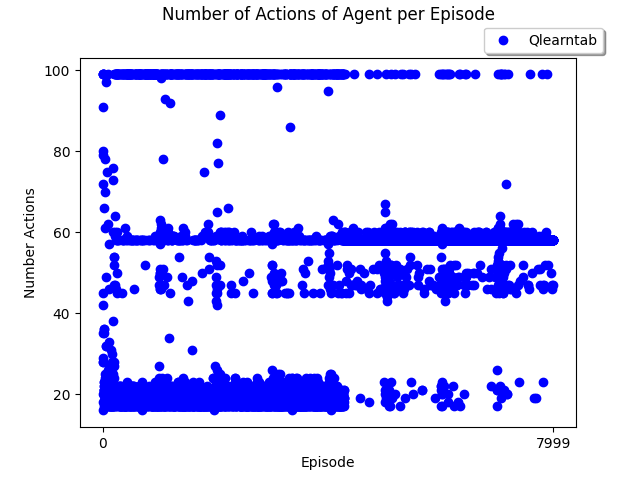 Number of Actions of Agent per Episode
Qlearntab
100
80
60
40
20
Number Actions
0
7999
Episode